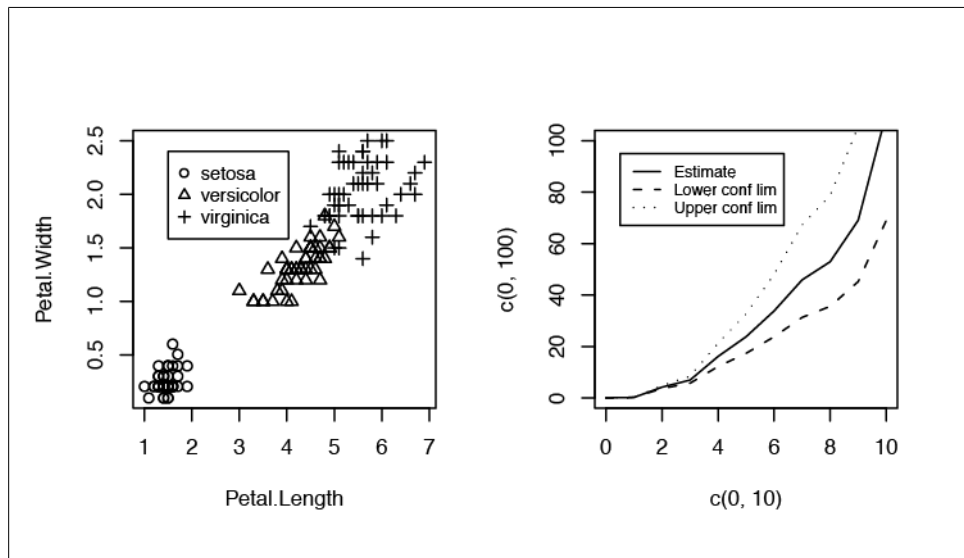 2.5
2.0
1.5
1.0
0.5
Petal.Width
setosa
versicolor
virginica
1 2 3 4 5 6 7
Petal.Length
100
80
60
40
20
0
c(0, 100)
Estimate
Lower conf lim
Upper conf lim
0 2 4 6 8 10
c(0, 10)